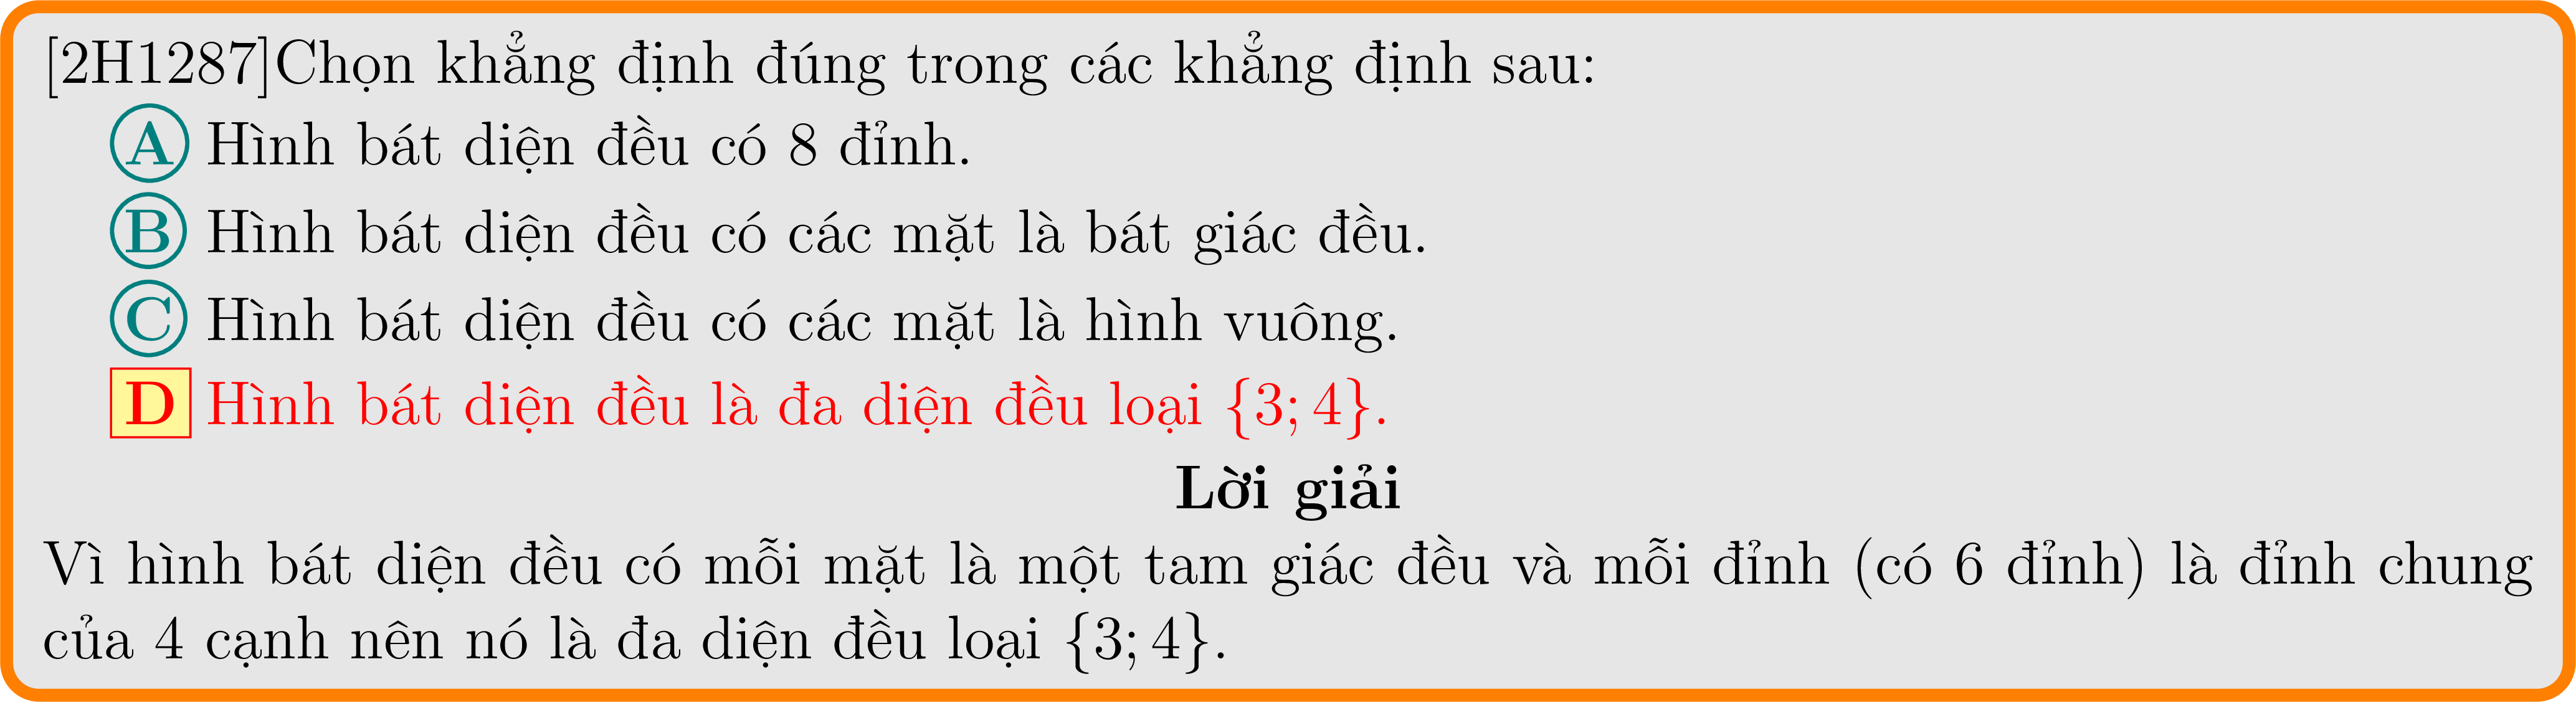 [2H1287]Chọn khẳng định đúng trong các khẳng định sau:
A Hình bát diện đều có 8 đỉnh.
B Hình bát diện đều có các mặt là bát giác đều.
C Hình bát diện đều có các mặt là hình vuông.
D Hình bát diện đều là đa diện đều loại {3; 4}.
Lời giải
Vì hình bát diện đều có mỗi mặt là một tam giác đều và mỗi đỉnh (có 6 đỉnh) là đỉnh chung
của 4 cạnh nên nó là đa diện đều loại {3; 4}.